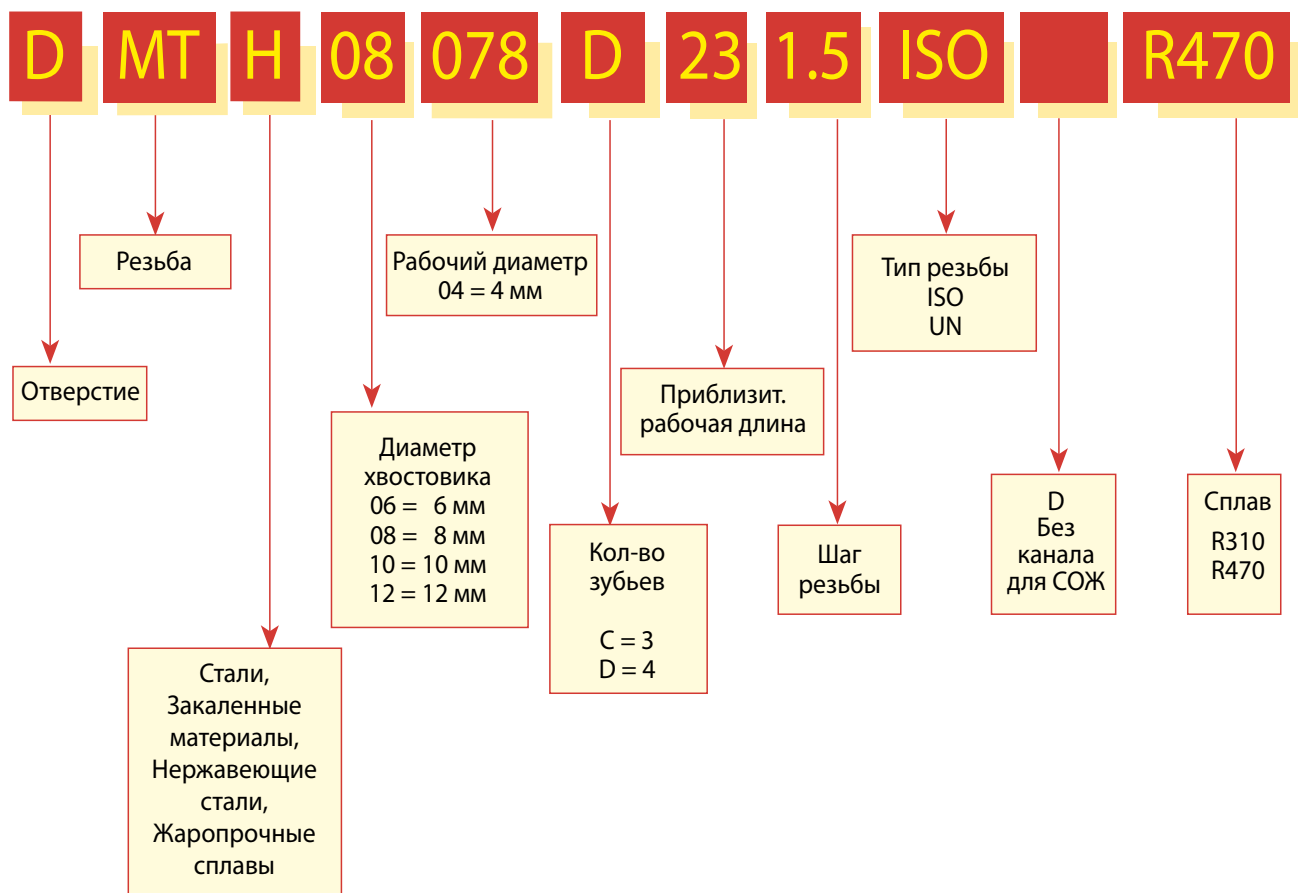 D MT H 08 078 D 23 1.5 ISO R470
Отверстие
Резьба
Стали,
Закаленные
материалы,
Нержавеющие
стали,
Жаропрочные
сплавы
Диаметр
хвостовика
06 = 6 мм
08 = 8 мм
10 = 10 мм
12 = 12 мм
Рабочий диаметр
04 = 4 мм
Кол-во
зубьев
C = 3
D = 4
Приблизит.
рабочая длина
Шаг
резьбы
Тип резьбы
ISO
UN
D
Без
канала
для СОЖ
Сплав
R310
R470